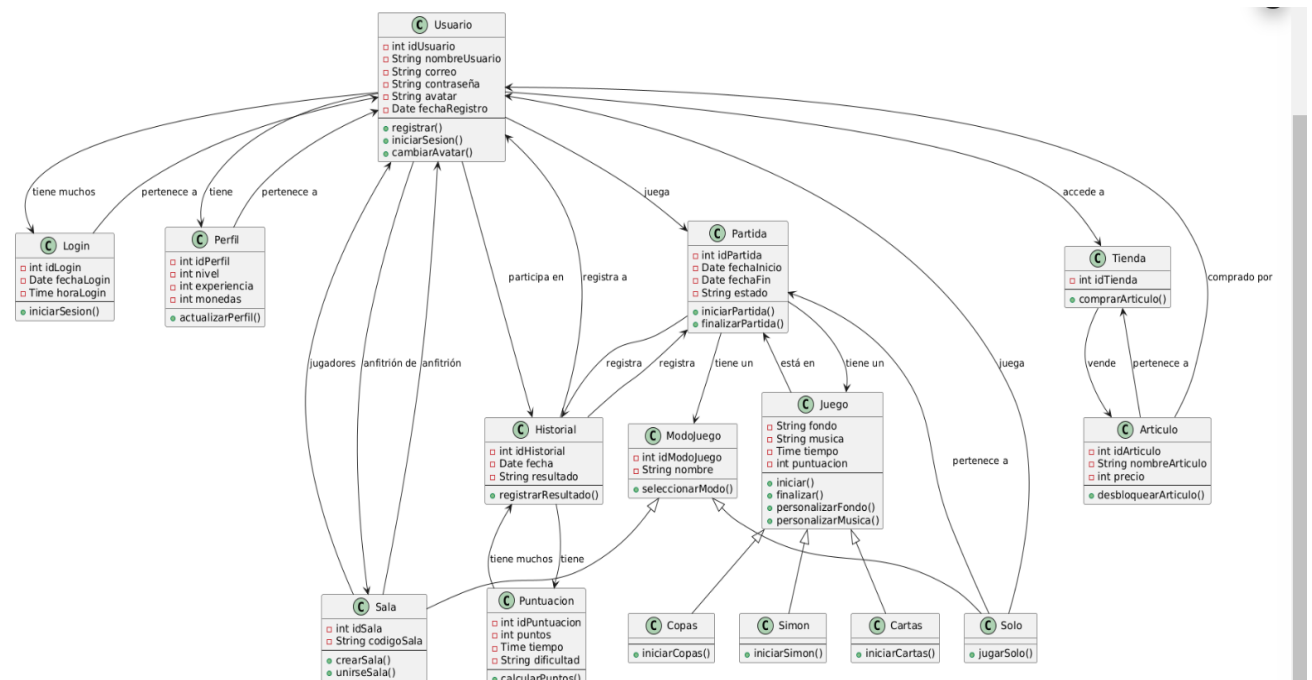 C Usuario
int idUsuario
String nombreUsuario
String correo
String contraseña
String avatar
Date fechaRegistro
registrar()
iniciarSesion()
cambiarAvatar()
tiene muchos
pertenece a
tiene
pertenece a
juega
accede a
C Login
int idLogin
Date fechaLogin
Time horaLogin
iniciarSesion()
C Perfil
int idPerfil
int nivel
int experiencia
int monedas
actualizarPerfil()
participa en
registra a
C Partida
int idPartida
Date fechaInicio
Date fechaFin
String estado
iniciarPartida()
finalizarPartida()
C Tienda
int idTienda
comprarArticulo()
comprado por
jugadores
anfitrión de
anfitrión
registra
registra
tiene un
está en
tiene un
juega
vende
pertenece a
C Historial
int idHistorial
Date fecha
String resultado
registrarResultado()
C ModoJuego
int idModoJuego
String nombre
seleccionarModo()
C Juego
String fondo
String musica
Time tiempo
int puntuacion
iniciar()
finalizar()
personalizarFondo()
personalizarMusica()
pertenece a
C Articulo
int idArticulo
String nombreArticulo
int precio
desbloquearArticulo()
tiene muchos
tiene
C Sala
int idSala
String codigoSala
crearSala()
unirseSala()
C Puntuacion
int idPuntuacion
int puntos
Time tiempo
String dificultad
calcularPuntos()
C Copas
iniciarCopas()
C Simon
iniciarSimon()
C Cartas
iniciarCartas()
C Solo
jugarSolo()